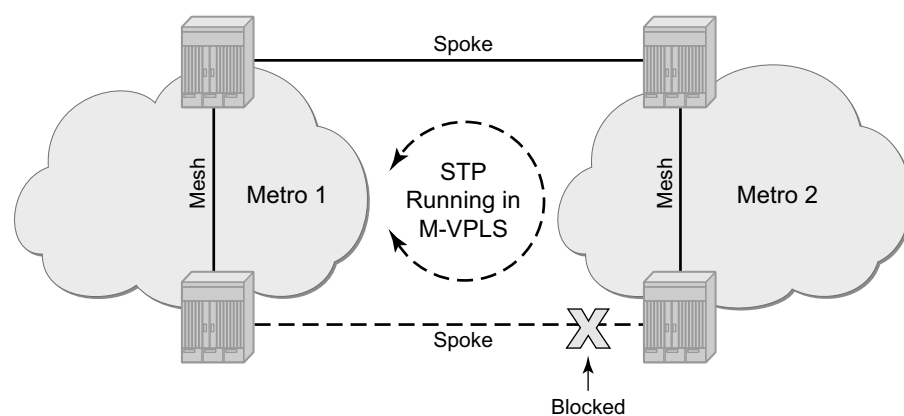 Spoke
Mesh
Metro 1
STP
Running in
M-VPLS
Mesh
Metro 2
Spoke
Blocked